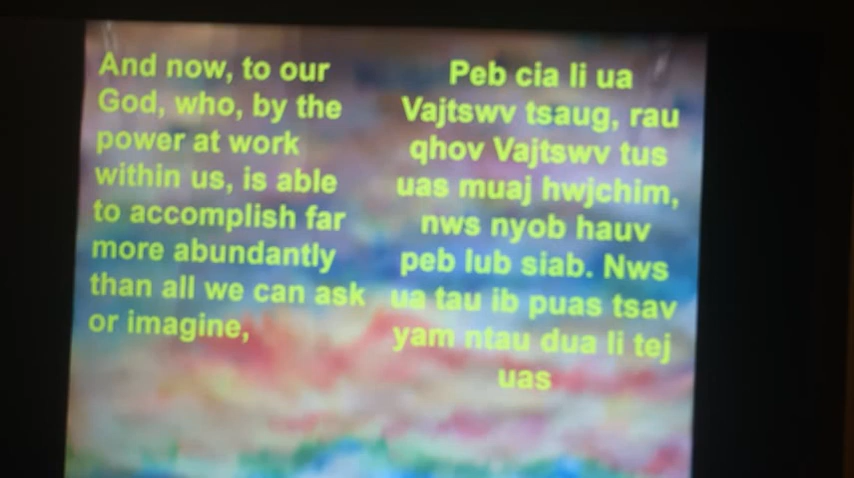 And now, to our
God, who, by the
power at work
within us, is able
to accomplish far
more abundantly
than all we can ask
or imagine,
Peb cia li ua
Vajtswv tsaug, rau
qhov Vajtswv tus
uas muaj hwjchim,
nws nyob hauv
peb lub siab. Nws
ua tau ib puas tsav
yam ntau dua li tej
uas